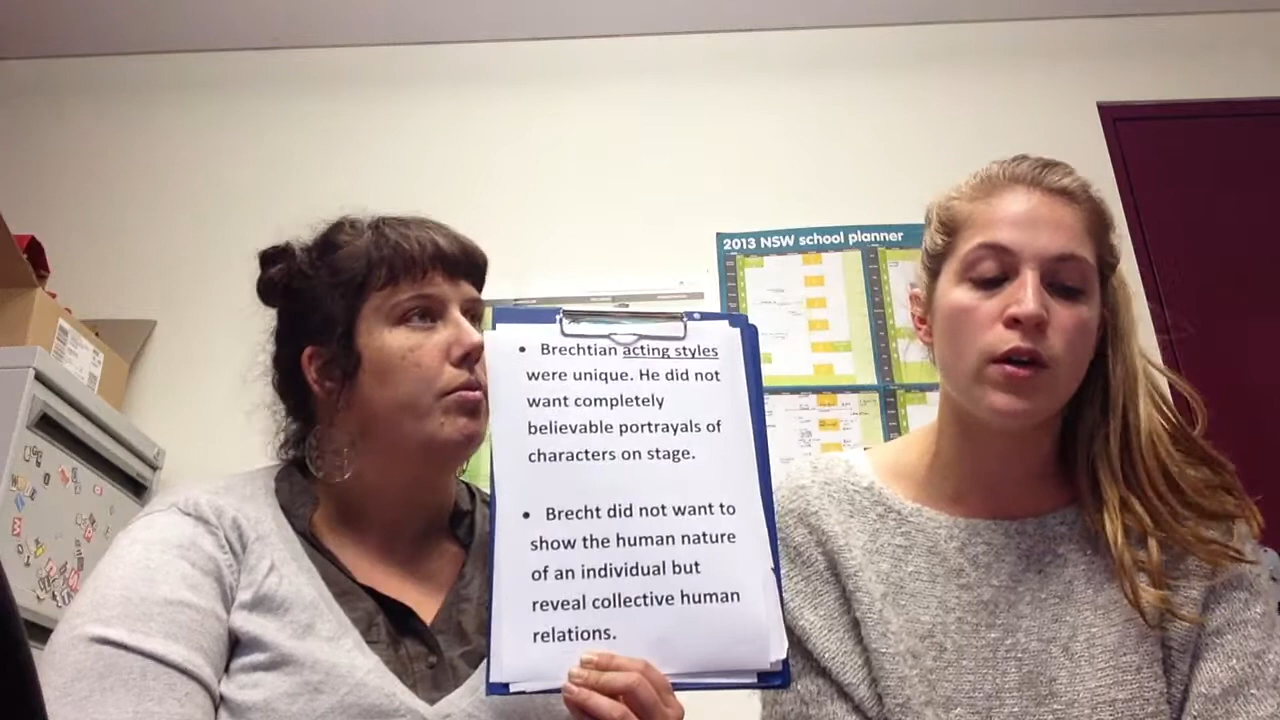 2013 NSW school planner
• Brechtian acting styles
were unique. He did not
want completely
believable portrayals of
characters on stage.
• Brecht did not want to
show the human nature
of an individual but
reveal collective human
relations.